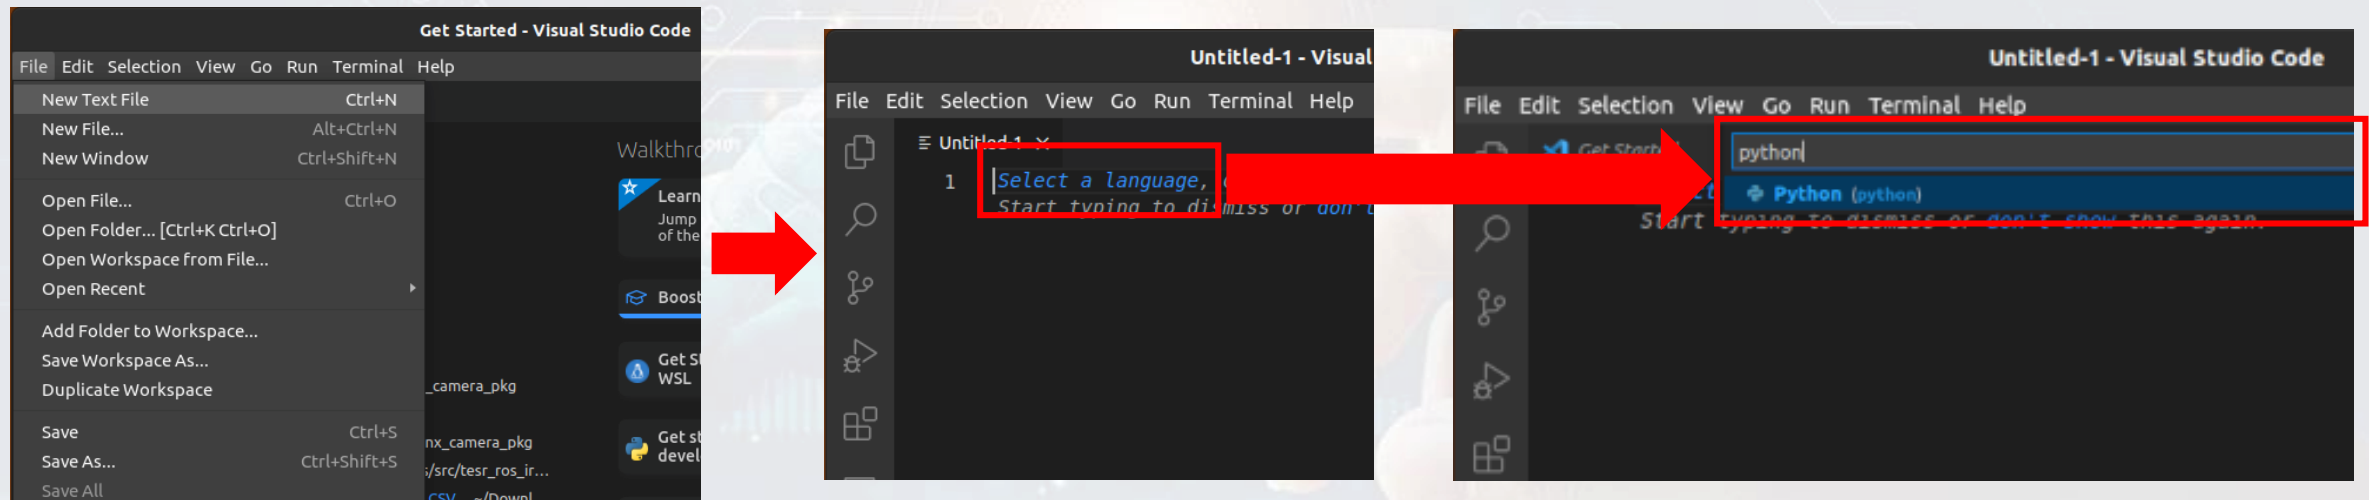 Get Started - Visual Studio Code
File Edit Selection View Go Run Terminal Help
New Text File Ctrl+N
New File... Alt+Ctrl+N
New Window Ctrl+Shift+N
Open File... Ctrl+O
Open Folder... [Ctrl+K Ctrl+O]
Open Workspace from File...
Open Recent
Add Folder to Workspace...
Save Workspace As...
Duplicate Workspace
Save Ctrl+S
Save As... Ctrl+Shift+S
Save All
Walkthr
Learn
Jump
of the
Boost
Get S
WSL
Get st
devel
_camera_pkg
nx_camera_pkg
s/src/tesr_ros_ir...
CSV ~/Downl
Untitled-1 - Visual
File Edit Selection View Go Run Terminal Help
Untitled-1
1 Select a language,
Start typing to dismiss or don't
Untitled-1 - Visual Studio Code
File Edit Selection View Go Run Terminal Help
Get Started
python
Python (python)
Start typing to dismiss or don't show this again.